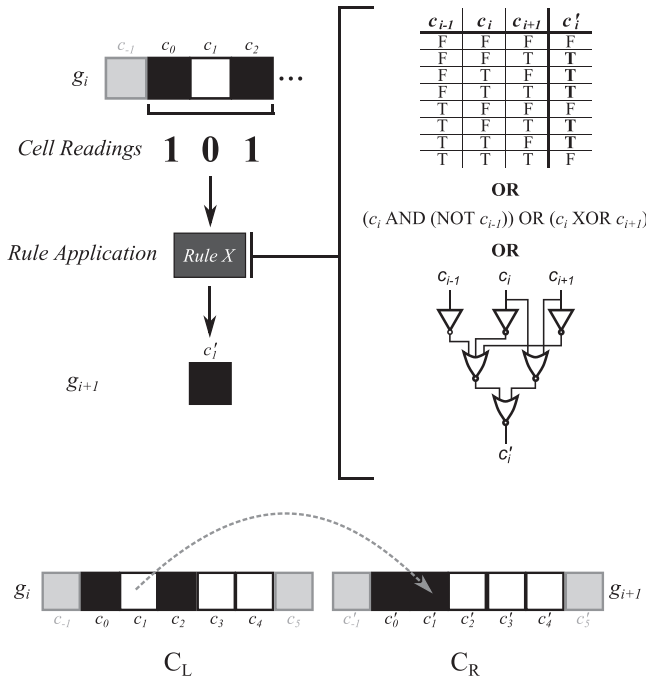 c-1 c0 c1 c2
gi ...
Cell Readings 1 0 1
Rule Application Rule X
c′1
gi+1
ci-1 ci ci+1 c′i
F F F F
F F T T
F T F T
F T T T
T F F F
T F T T
T T F T
T T T F
OR
(ci AND (NOT ci-1)) OR (ci XOR ci+1)
OR
ci-1 ci ci+1
c′i
gi gi+1
c-1 c0 c1 c2 c3 c4 c5 c′-1 c′0 c′1 c′2 c′3 c′4 c′5
CL CR